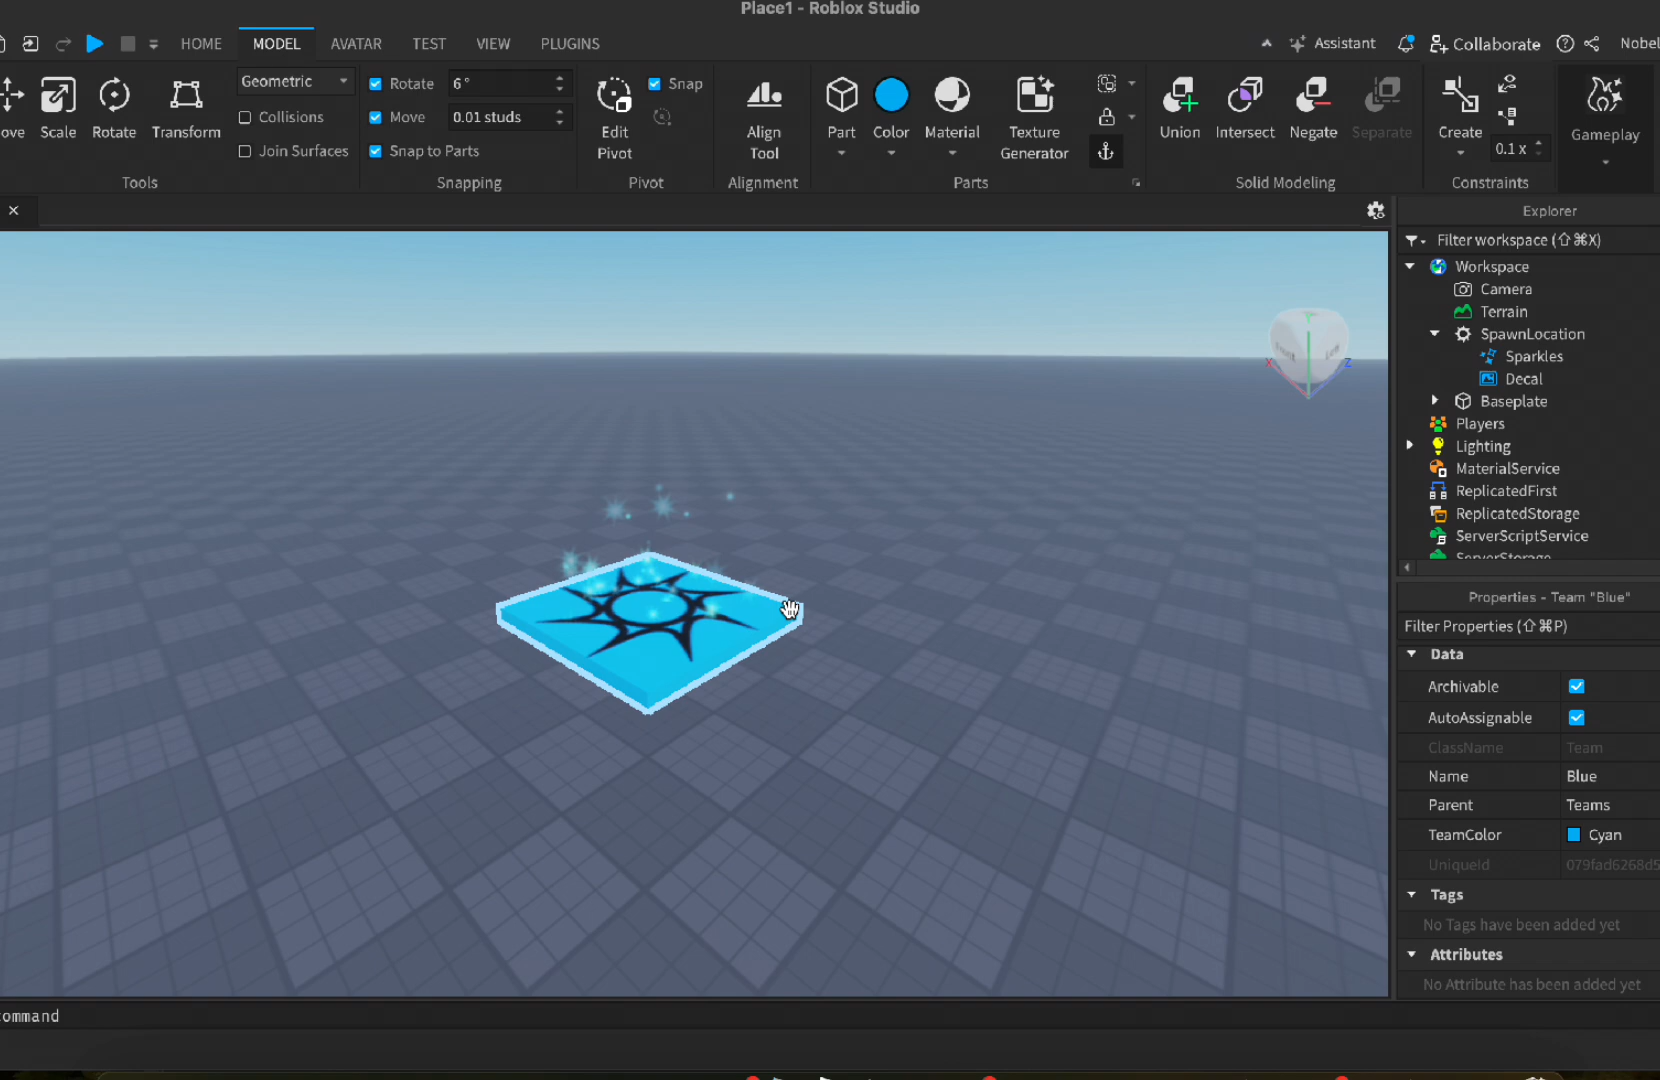 Place1 - Roblox Studio
HOME MODEL AVATAR TEST VIEW PLUGINS Assistant Collaborate Nobel
Geometric Rotate 6° Snap
Collisions Move 0.01 studs
ove Scale Rotate Transform Edit Pivot Align Tool Part Color Material Texture Generator Union Intersect Negate Separate Create Gameplay
Join Surfaces Snap to Parts 0.1 x
Tools Snapping Pivot Alignment Parts Solid Modeling Constraints
Explorer
Filter workspace (⇧⌘X)
Workspace
Camera
Terrain
SpawnLocation
Sparkles
Decal
Baseplate
Players
Lighting
MaterialService
ReplicatedFirst
ReplicatedStorage
ServerScriptService
ServerStorage
Y
X Z
Properties - Team "Blue"
Filter Properties (⇧⌘P)
Data
Archivable
AutoAssignable
ClassName Team
Name Blue
Parent Teams
TeamColor Cyan
UniqueId 079fad6268d5
Tags
No Tags have been added yet
Attributes
No Attribute has been added yet
ommand